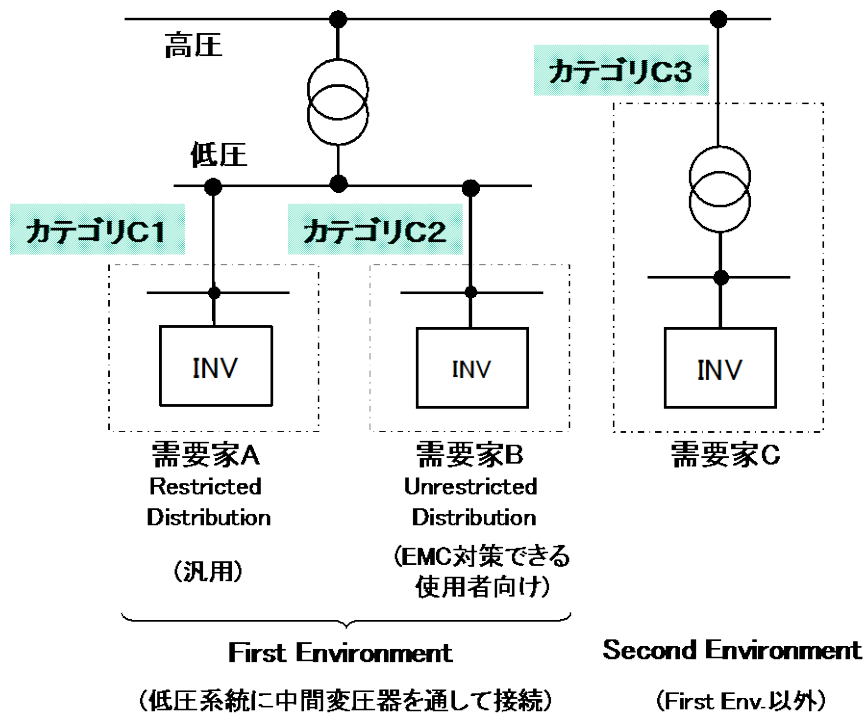 高圧
カテゴリC3
低圧
カテゴリC1
カテゴリC2
INV
INV
INV
需要家A
Restricted
Distribution
(汎用)
需要家B
Unrestricted
Distribution
(EMC対策できる
使用者向け)
需要家C
First Environment
(低圧系統に中間変圧器を通して接続)
Second Environment
(First Env.以外)